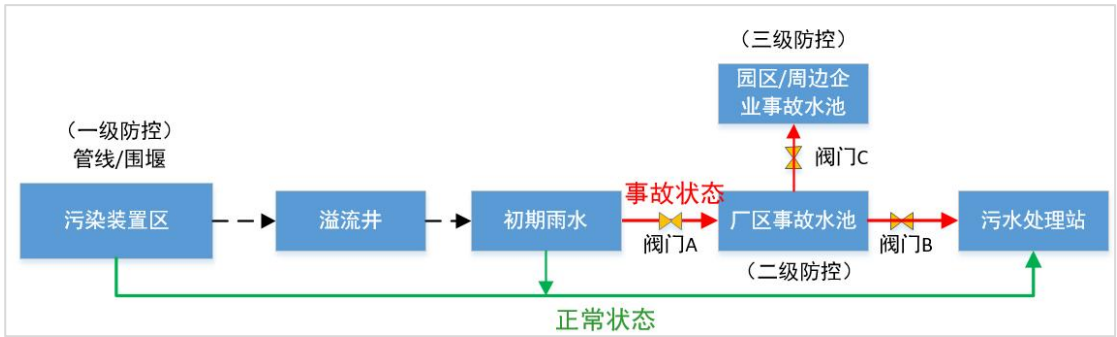 （三级防控）
园区/周边企
业事故水池
（一级防控）
管线/围堰
阀门C
事故状态
污染装置区
溢流井
初期雨水
厂区事故水池
污水处理站
阀门A
阀门B
（二级防控）
正常状态